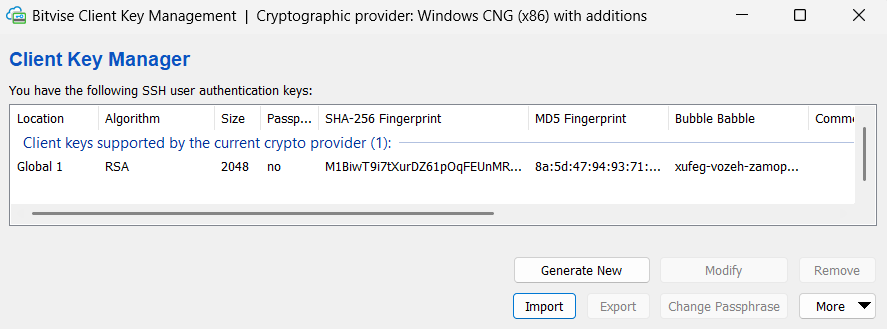 Bitvise Client Key Management | Cryptographic provider: Windows CNG (x86) with additions
Client Key Manager
You have the following SSH user authentication keys:
Location Algorithm Size Passp... SHA-256 Fingerprint MD5 Fingerprint Bubble Babble Comme
Client keys supported by the current crypto provider (1):
Global 1 RSA 2048 no M1BiwT9i7tXurDZ61pOqFEUnMR... 8a:5d:47:94:93:71:... xufeg-vozeh-zamop...
Generate New Modify Remove
Import Export Change Passphrase More